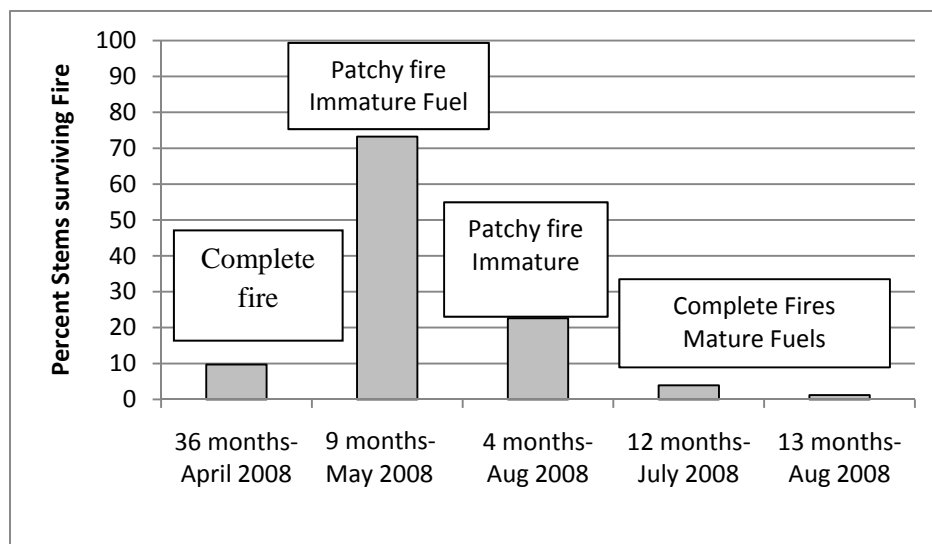 Percent Stems surviving Fire
100
90
80
70
60
50
40
30
20
10
0
Patchy fire
Immature Fuel
Patchy fire
Immature
Complete
fire
Complete Fires
Mature Fuels
36 months-
April 2008
9 months-
May 2008
4 months-
Aug 2008
12 months-
July 2008
13 months-
Aug 2008